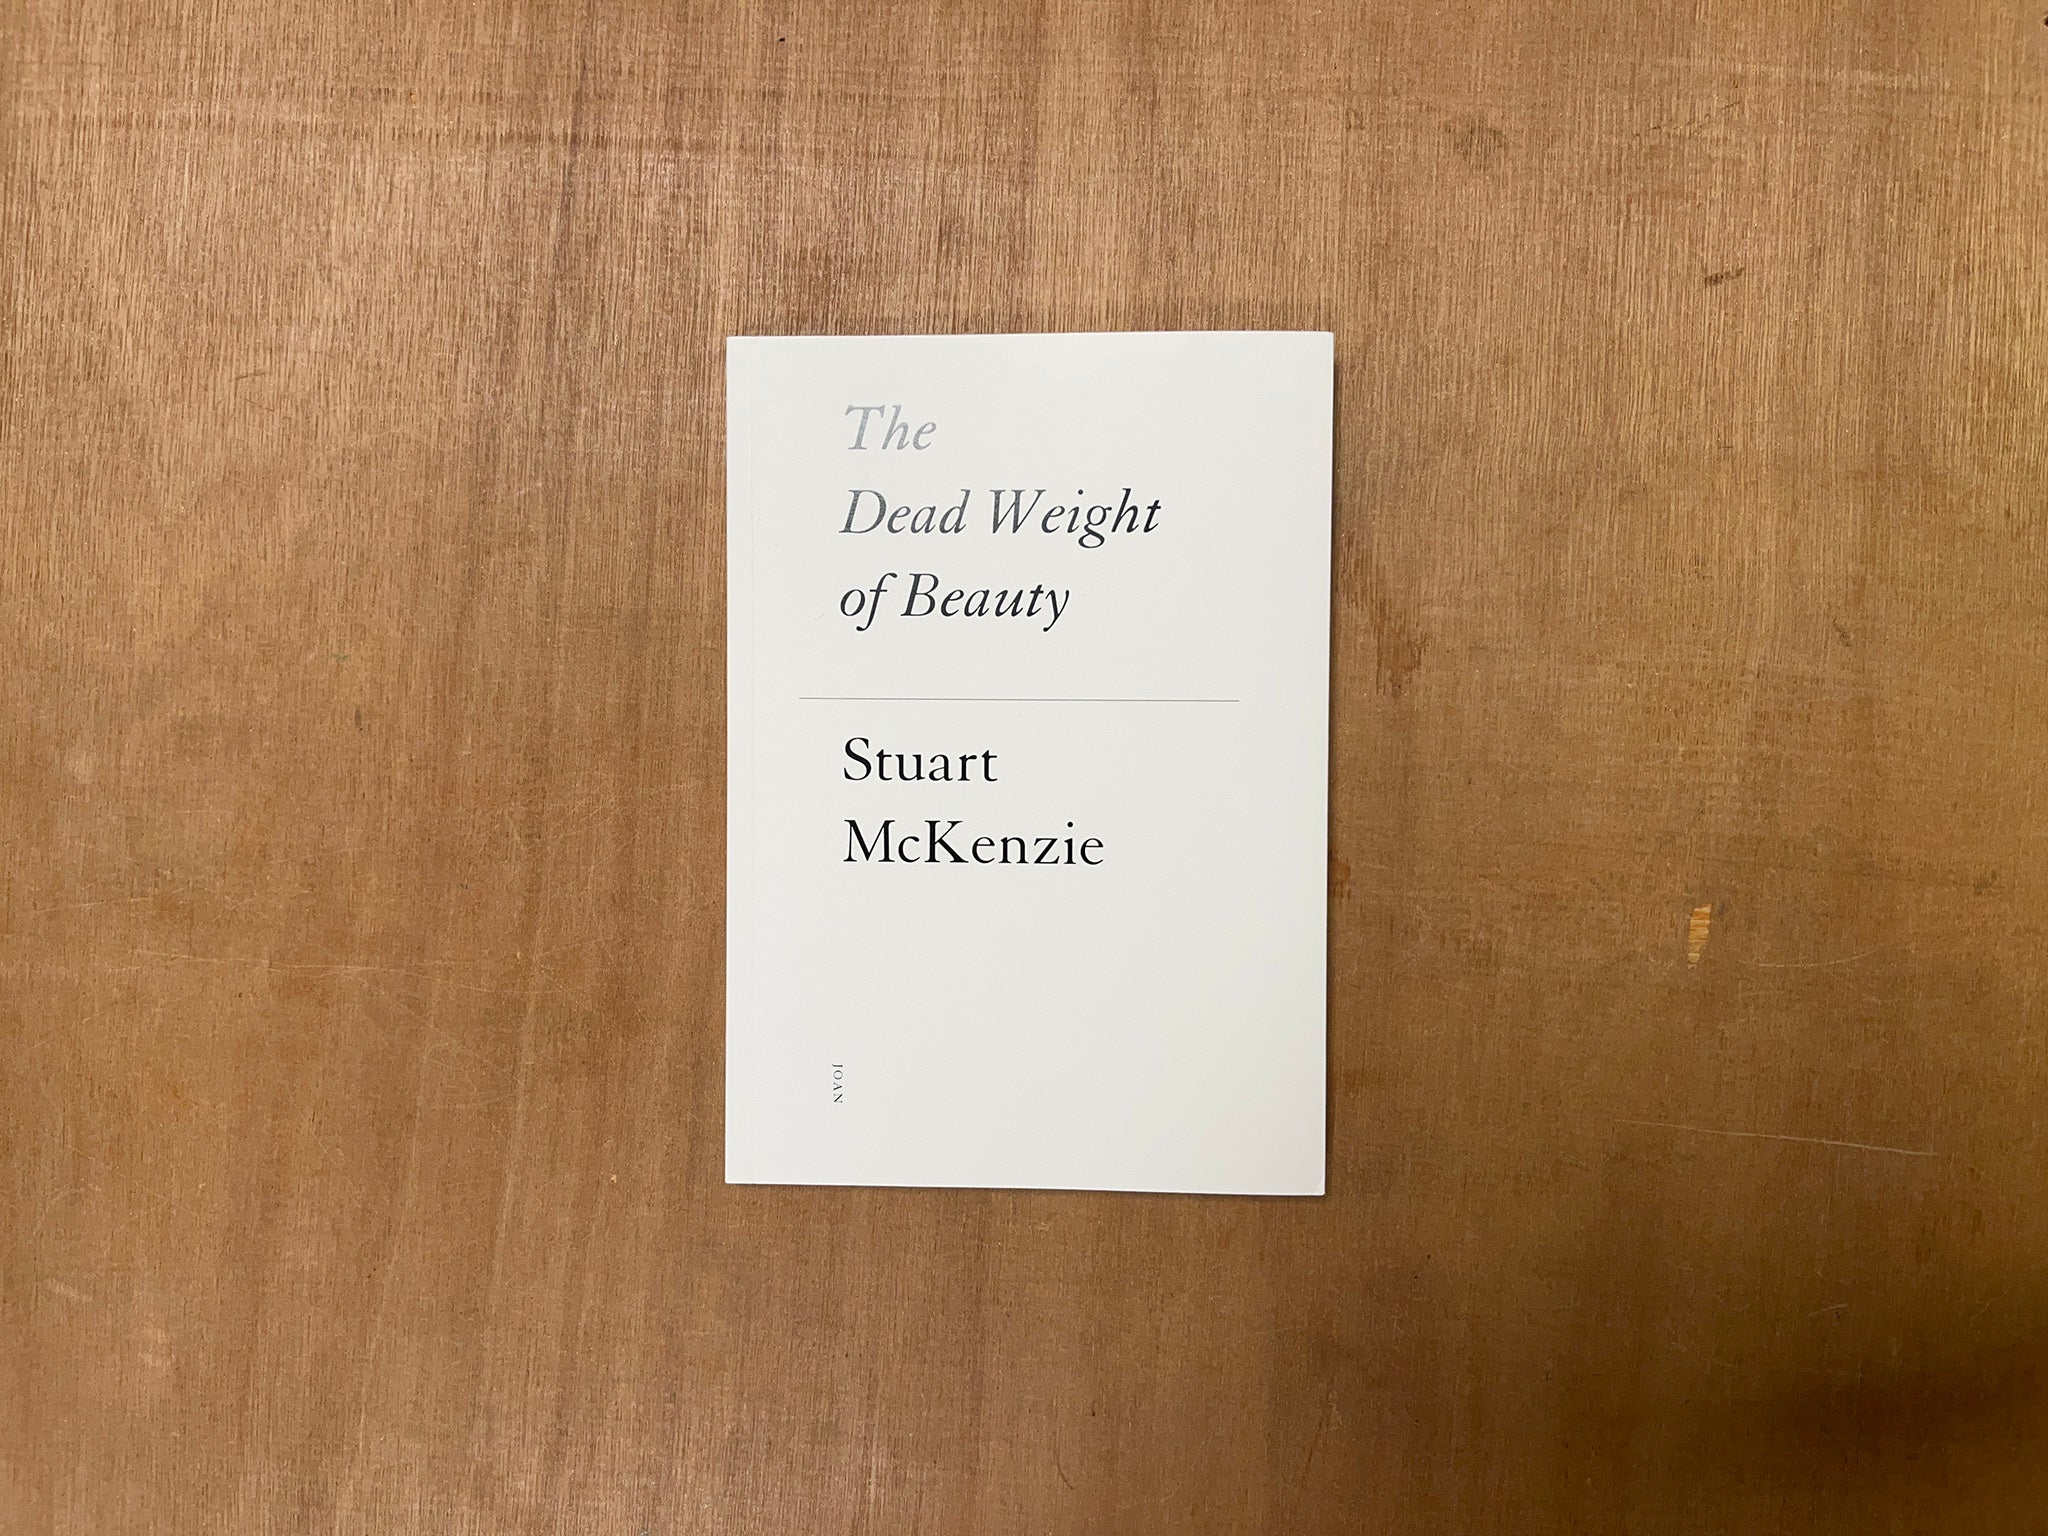 The
Dead Weight
of Beauty
Stuart
McKenzie
JOAN